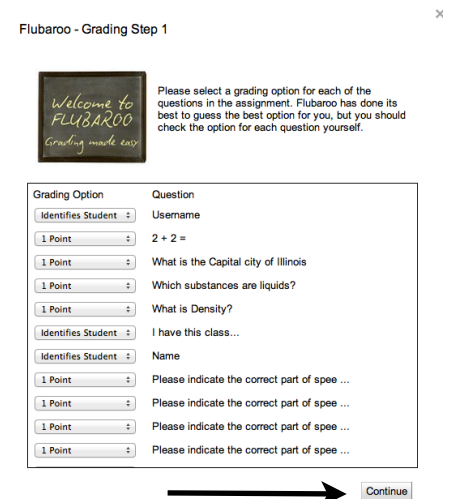 ×
Flubaroo - Grading Step 1
Welcome to
FLUBAROO
Grading made easy
Please select a grading option for each of the
questions in the assignment. Flubaroo has done its
best to guess the best option for you, but you should
check the option for each question yourself.
Grading Option Question
Identifies Student Username
1 Point 2 + 2 =
1 Point What is the Capital city of Illinois
1 Point Which substances are liquids?
1 Point What is Density?
Identifies Student I have this class...
Identifies Student Name
1 Point Please indicate the correct part of spee ...
1 Point Please indicate the correct part of spee ...
1 Point Please indicate the correct part of spee ...
1 Point Please indicate the correct part of spee ...
Continue